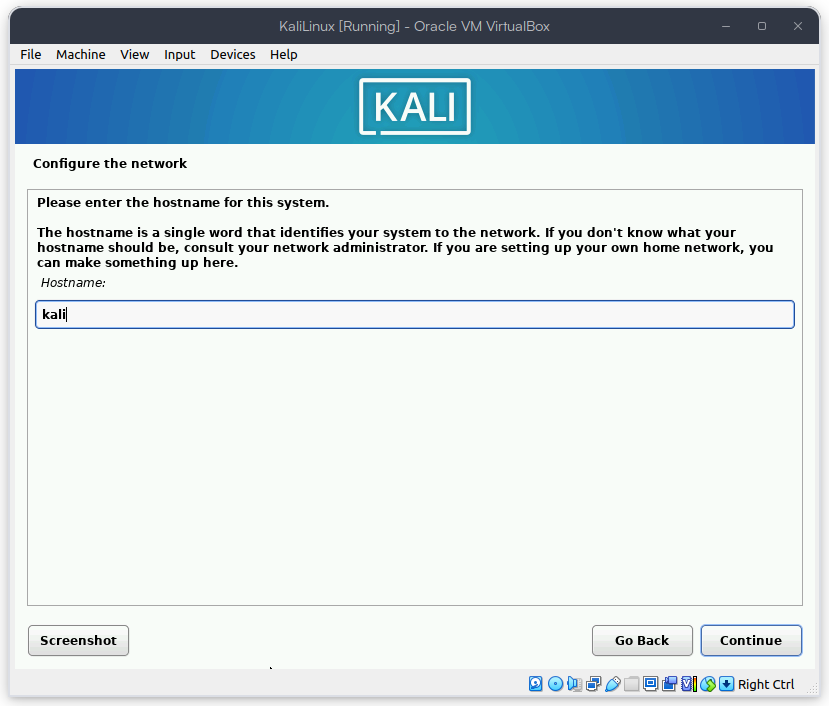 KaliLinux [Running] - Oracle VM VirtualBox
File Machine View Input Devices Help
KALI
Configure the network
Please enter the hostname for this system.
The hostname is a single word that identifies your system to the network. If you don't know what your
hostname should be, consult your network administrator. If you are setting up your own home network, you
can make something up here.
Hostname:
kali
Screenshot Go Back Continue
Right Ctrl